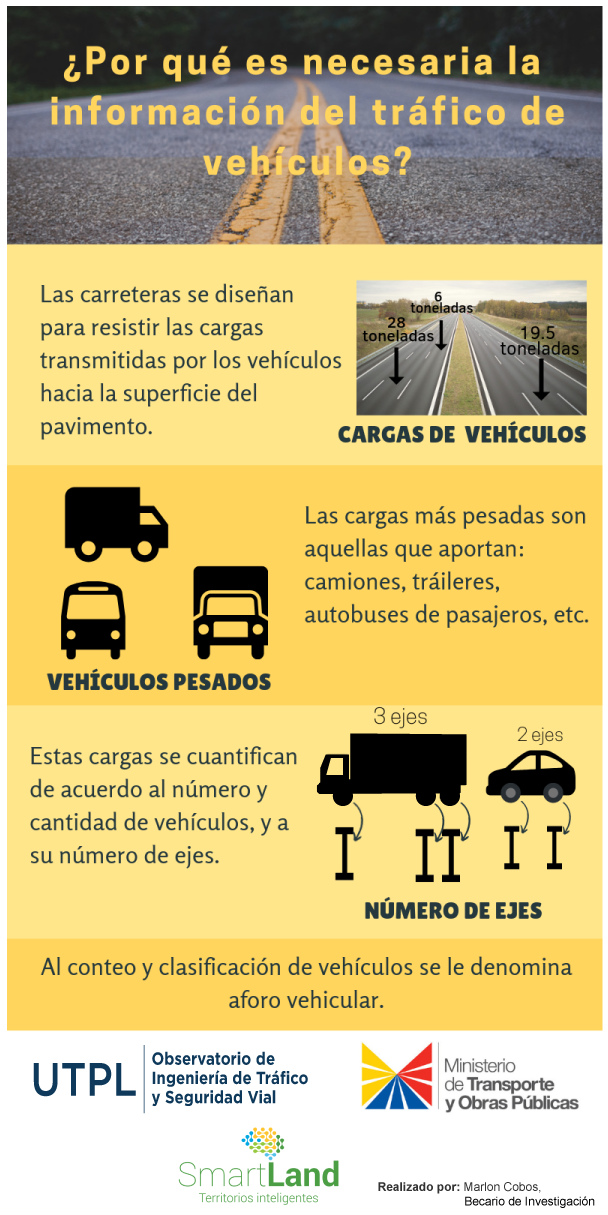 ¿Por qué es necesaria la
información del tráfico de
vehículos?
Las carreteras se diseñan
para resistir las cargas
transmitidas por los vehículos
hacia la superficie del
pavimento.
6
toneladas
28
toneladas
19.5
toneladas
CARGAS DE VEHÍCULOS
Las cargas más pesadas son
aquellas que aportan:
camiones, tráileres,
autobuses de pasajeros, etc.
VEHÍCULOS PESADOS
Estas cargas se cuantifican
de acuerdo al número y
cantidad de vehículos, y a
su número de ejes.
3 ejes
2 ejes
NÚMERO DE EJES
Al conteo y clasificación de vehículos se le denomina
aforo vehicular.
UTPL
Observatorio de
Ingeniería de Tráfico
y Seguridad Vial
Ministerio
de Transporte
y Obras Públicas
SmartLand
Territorios inteligentes
Realizado por: Marlon Cobos,
Becario de Investigación